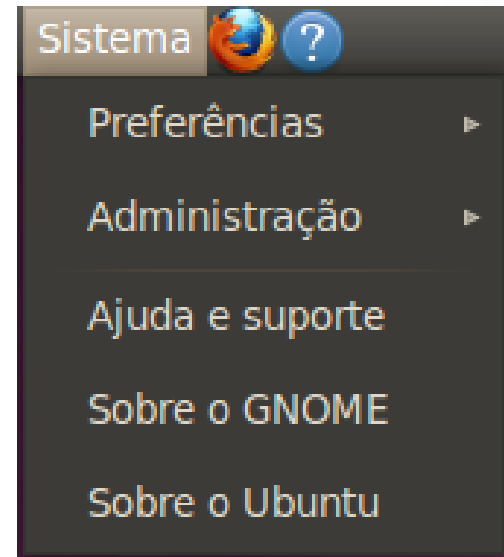 Sistema ?
Preferências
Administração
Ajuda e suporte
Sobre o GNOME
Sobre o Ubuntu